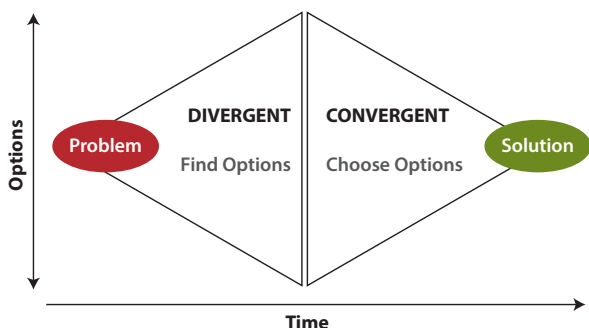 DIVERGENT
CONVERGENT
Problem
Solution
Find Options
Choose Options
Options
Time